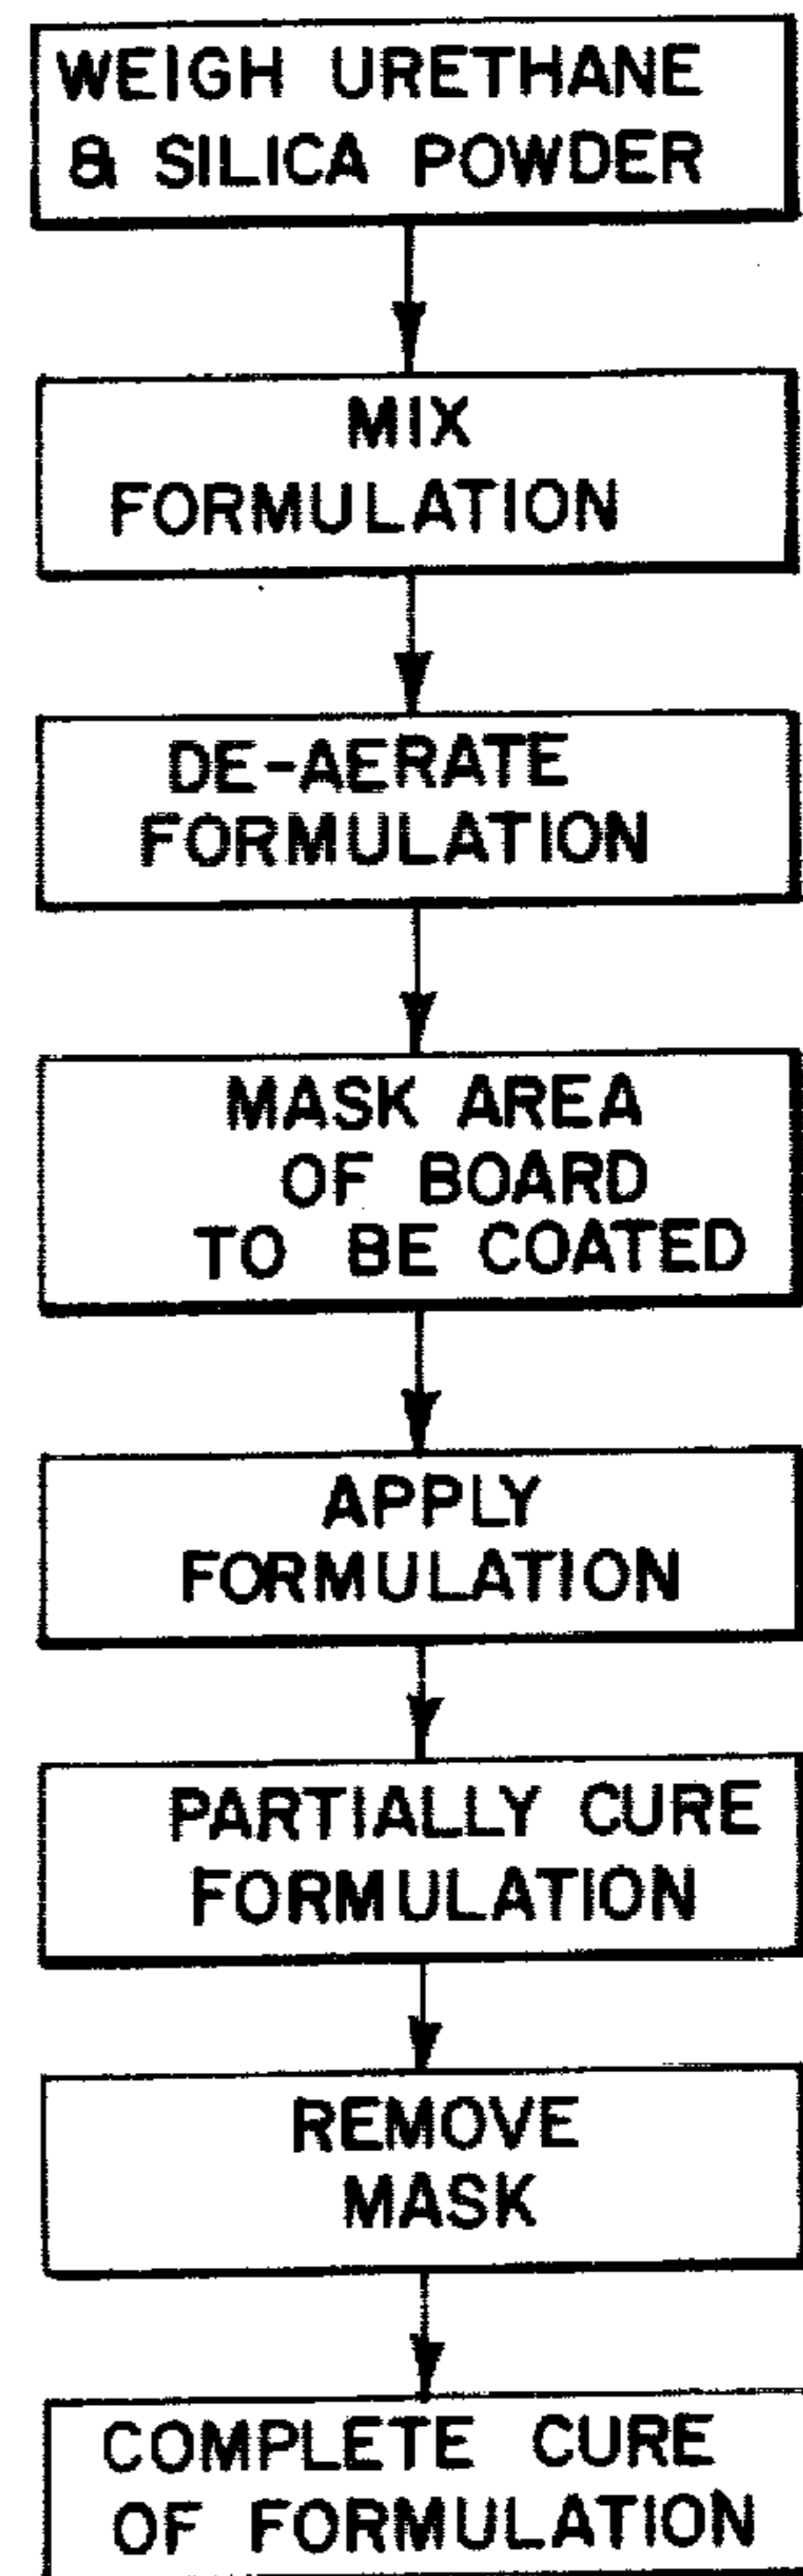 WEIGH URETHANE
& SILICA POWDER
MIX
FORMULATION
DE-AERATE
FORMULATION
MASK AREA
OF BOARD
TO BE COATED
APPLY
FORMULATION
PARTIALLY CURE
FORMULATION
REMOVE
MASK
COMPLETE CURE
OF FORMULATION